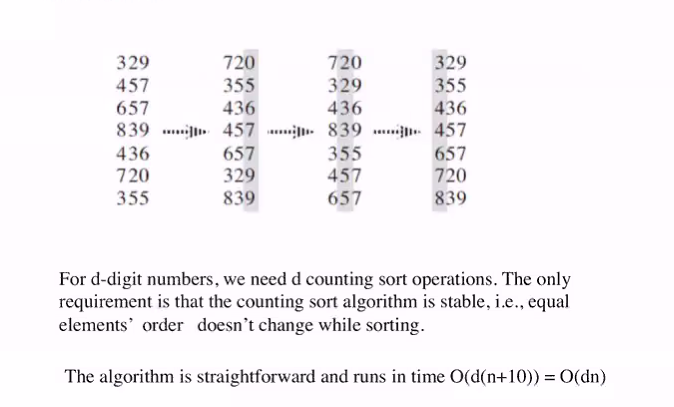 329 720 720 329
457 355 329 355
657 436 436 436
839 457 839 457
436 657 355 657
720 329 457 720
355 839 657 839
For d-digit numbers, we need d counting sort operations. The only
requirement is that the counting sort algorithm is stable, i.e., equal
elements' order doesn't change while sorting.
The algorithm is straightforward and runs in time O(d(n+10)) = O(dn)